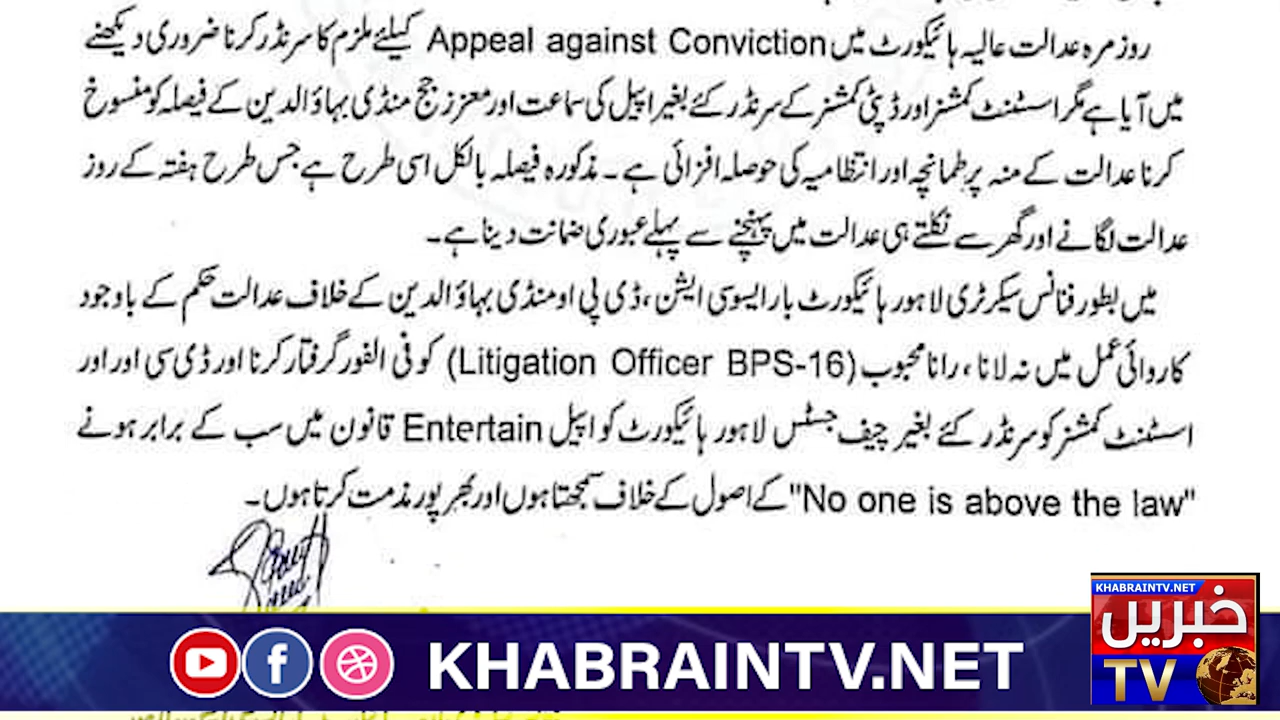 روزمرہ عدالت عالیہ ہائیکورٹ میں Appeal against Conviction کیلئے ملزم کا سرنڈر کرنا ضروری دیکھنے
میں آیا ہے مگر اسسٹنٹ کمشنر اور ڈپٹی کمشنر کے سرنڈر کئے بغیر اپیل کی سماعت اور معزز جج منڈی بہاؤالدین کے فیصلہ کو منسوخ
کرنا عدالت کے منہ پر طمانچہ اور انتظامیہ کی حوصلہ افزائی ہے۔ مذکورہ فیصلہ بالکل اسی طرح ہے جس طرح ہفتہ کے روز
عدالت لگانے اور گھر سے نکلتے ہی عدالت میں پہنچنے سے پہلے عبوری ضمانت دینا ہے۔
میں بطور فنانس سیکرٹری لاہور ہائیکورٹ بار ایسوسی ایشن، ڈی پی او منڈی بہاؤالدین کے خلاف عدالت حکم کے باوجود
کاروائی عمل میں نہ لانا، رانا محبوب (Litigation Officer BPS-16) کو فی الفور گرفتار کرنا اور ڈی سی اور اور
اسسٹنٹ کمشنر کو سرنڈر کئے بغیر چیف جسٹس لاہور ہائیکورٹ کو اپیل Entertain قانون میں سب کے برابر ہونے
"No one is above the law" کے اصول کے خلاف سمجھتا ہوں اور بھرپور مذمت کرتا ہوں۔
KHABRAINTV.NET
خبریں
TV
KHABRAINTV.NET